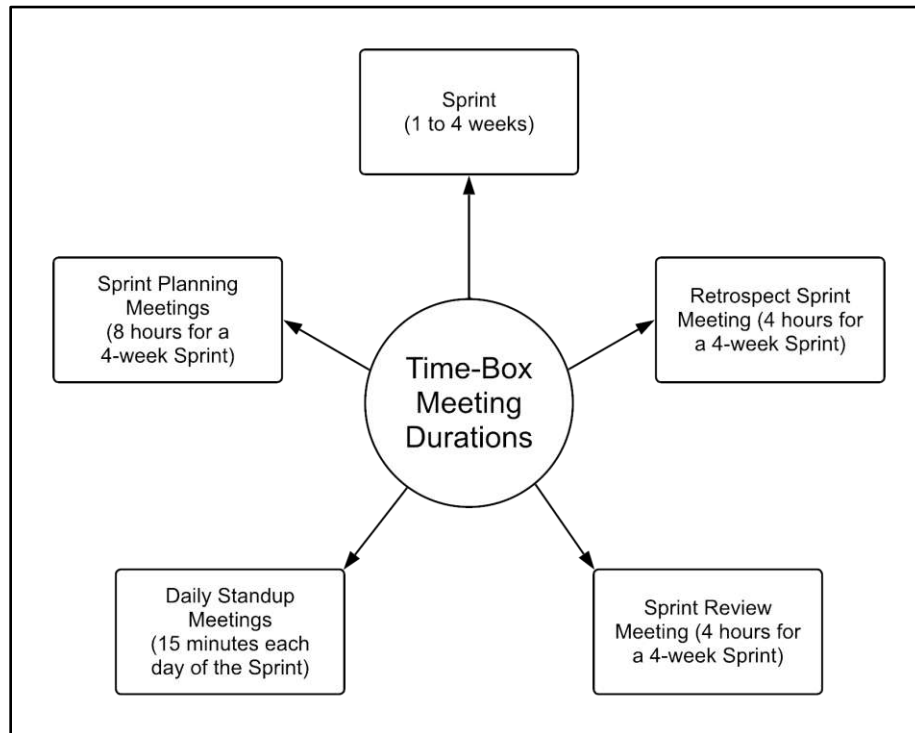 Sprint
(1 to 4 weeks)
Sprint Planning
Meetings
(8 hours for a
4-week Sprint)
Retrospect Sprint
Meeting (4 hours for
a 4-week Sprint)
Time-Box
Meeting
Durations
Daily Standup
Meetings
(15 minutes each
day of the Sprint)
Sprint Review
Meeting (4 hours for
a 4-week Sprint)